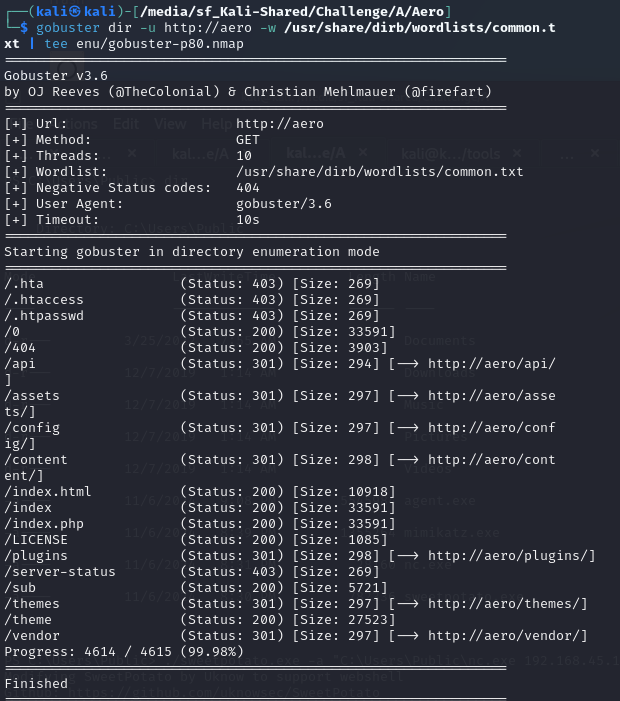 ┌──(kali㉿kali)-[/media/sf_Kali-Shared/Challenge/A/Aero]
└─$ gobuster dir -u http://aero -w /usr/share/dirb/wordlists/common.t
xt | tee enu/gobuster-p80.nmap
===============================================================
Gobuster v3.6
by OJ Reeves (@TheColonial) & Christian Mehlmauer (@firefart)
===============================================================
[+] Url:                     http://aero
[+] Method:                  GET
[+] Threads:                 10
[+] Wordlist:                /usr/share/dirb/wordlists/common.txt
[+] Negative Status codes:   404
[+] User Agent:              gobuster/3.6
[+] Timeout:                 10s
===============================================================
Starting gobuster in directory enumeration mode
===============================================================
/.hta                 (Status: 403) [Size: 269]
/.htaccess            (Status: 403) [Size: 269]
/.htpasswd            (Status: 403) [Size: 269]
/0                    (Status: 200) [Size: 33591]
/404                  (Status: 200) [Size: 3903]
/api                  (Status: 301) [Size: 294] [--> http://aero/api/
]
/assets               (Status: 301) [Size: 297] [--> http://aero/asse
ts/]
/config               (Status: 301) [Size: 297] [--> http://aero/conf
ig/]
/content              (Status: 301) [Size: 298] [--> http://aero/cont
ent/]
/index.html           (Status: 200) [Size: 10918]
/index                (Status: 200) [Size: 33591]
/index.php            (Status: 200) [Size: 33591]
/LICENSE              (Status: 200) [Size: 1085]
/plugins              (Status: 301) [Size: 298] [--> http://aero/plugins/]
/server-status        (Status: 403) [Size: 269]
/sub                  (Status: 200) [Size: 5721]
/themes               (Status: 301) [Size: 297] [--> http://aero/themes/]
/theme                (Status: 200) [Size: 27523]
/vendor               (Status: 301) [Size: 297] [--> http://aero/vendor/]
Progress: 4614 / 4615 (99.98%)
===============================================================
Finished
===============================================================